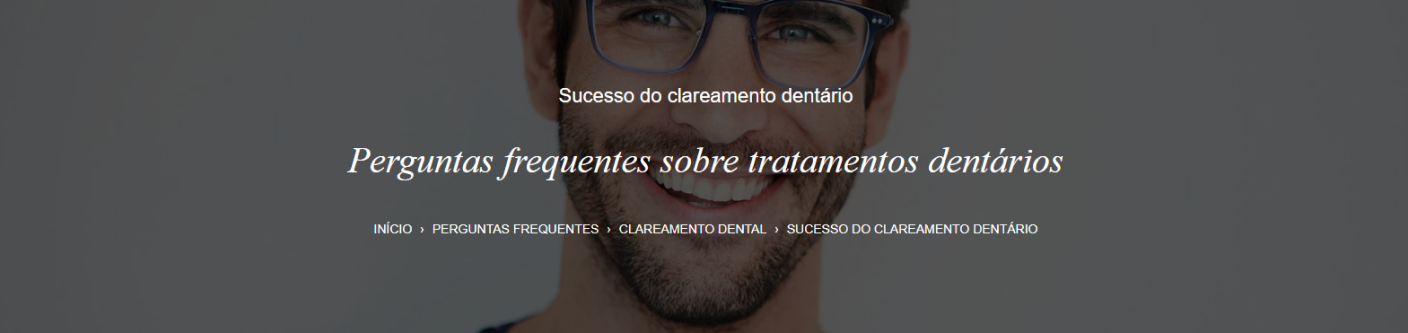 Sucesso do clareamento dentário
Perguntas frequentes sobre tratamentos dentários
INÍCIO › PERGUNTAS FREQUENTES › CLAREAMENTO DENTAL › SUCESSO DO CLAREAMENTO DENTÁRIO